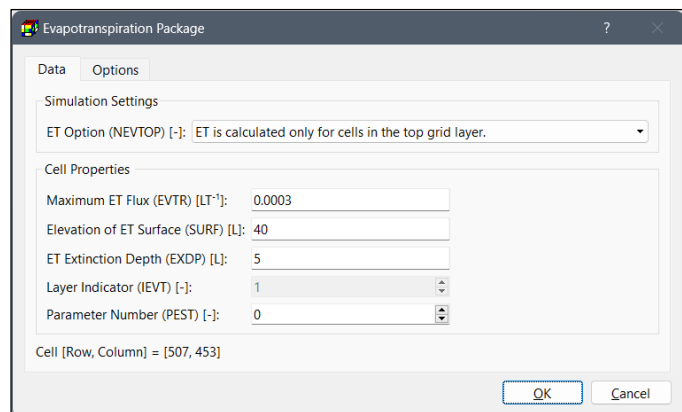 Evapotranspiration Package ?
Data Options
Simulation Settings
ET Option (NEVTOP) [-]: ET is calculated only for cells in the top grid layer.
Cell Properties
Maximum ET Flux (EVTR) [LT⁻¹]: 0.0003
Elevation of ET Surface (SURF) [L]: 40
ET Extinction Depth (EXDP) [L]: 5
Layer Indicator (IEVT) [-]: 1
Parameter Number (PEST) [-]: 0
Cell [Row, Column] = [507, 453]
OK Cancel